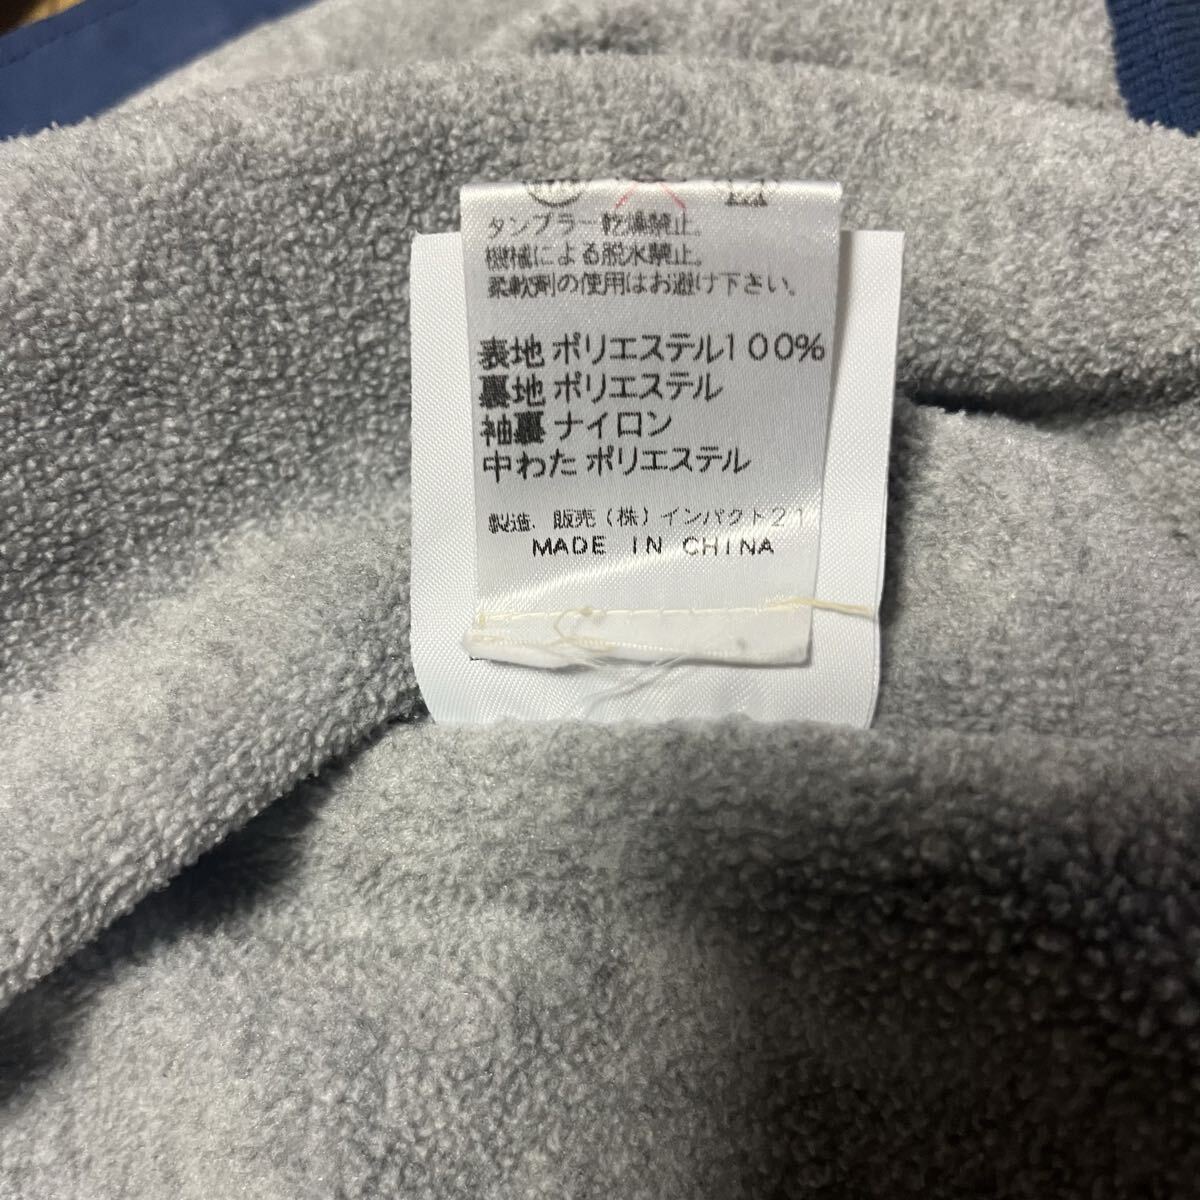 タンブラー乾燥禁止。
機械による脱水禁止。
柔軟剤の使用はお避け下さい。
表地 ポリエステル100%
裏地 ポリエステル
袖裏 ナイロン
中わた ポリエステル
製造、販売(株)インパクト21
MADE IN CHINA